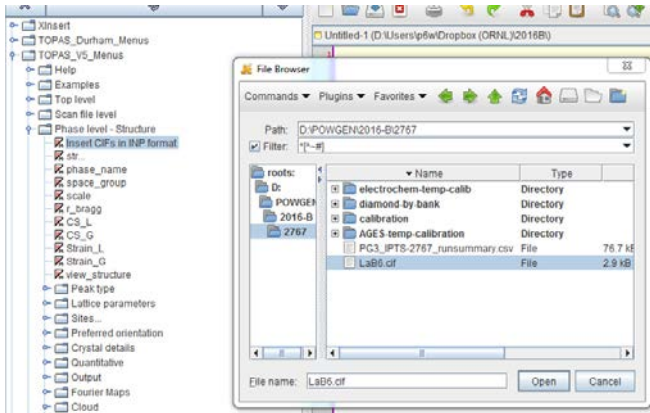 XInsert
TOPAS_Durham_Menus
TOPAS_V5_Menus
Help
Examples
Top level
Scan file level
Phase level - Structure
Insert CIFs in INP format
str...
phase_name
space_group
scale
r_bragg
CS_L
CS_G
Strain_L
Strain_G
view_structure
Peak type
Lattice parameters
Sites...
Preferred orientation
Crystal details
Quantitative
Output
Fourier Maps
Cloud
Untitled-1 (D:\Users\p6w\Dropbox (ORNL)\2016B\)
1
File Browser
Commands Plugins Favorites
Path: D:\POWGEN\2016-B\2767
Filter: *[^~#]
roots:
D:
POWGEN
2016-B
2767
Name Type
electrochem-temp-calib Directory
diamond-by-bank Directory
calibration Directory
AGES-temp-calibration Directory
PG3_IPTS-2767_runsummary.csv File 76.7 kB
LaB6.cif File 2.9 kB
File name: LaB6.cif
Open Cancel